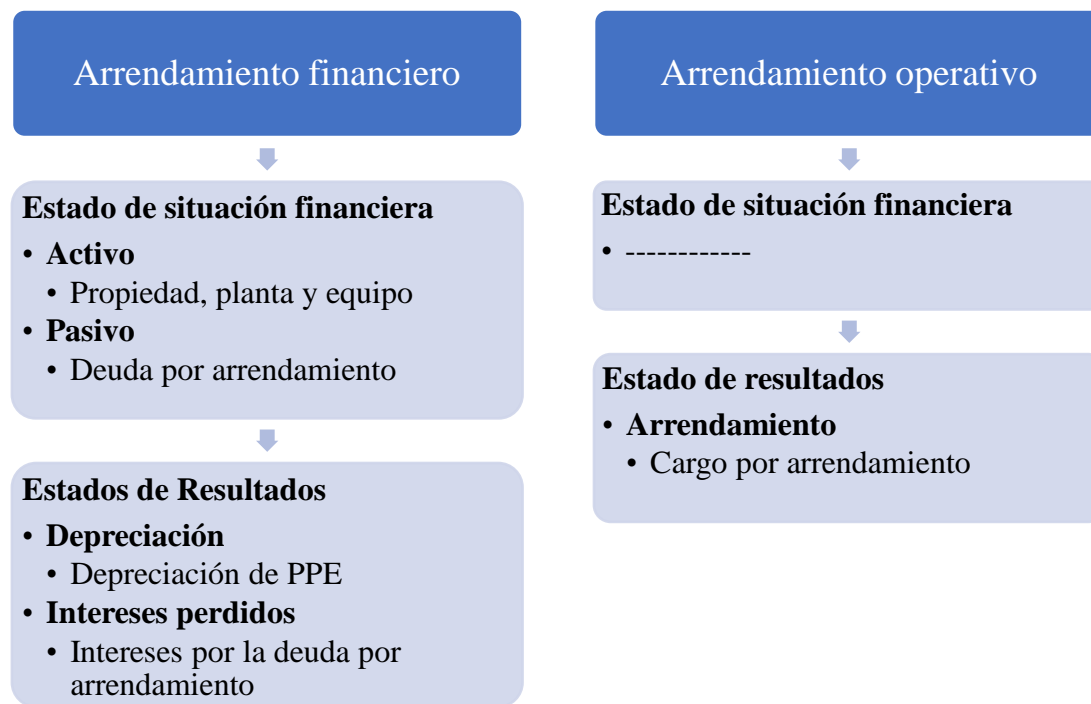 Arrendamiento financiero
Estado de situación financiera
• Activo
• Propiedad, planta y equipo
• Pasivo
• Deuda por arrendamiento
Estados de Resultados
• Depreciación
• Depreciación de PPE
• Intereses perdidos
• Intereses por la deuda por
arrendamiento
Arrendamiento operativo
Estado de situación financiera
• ------------
Estado de resultados
• Arrendamiento
• Cargo por arrendamiento